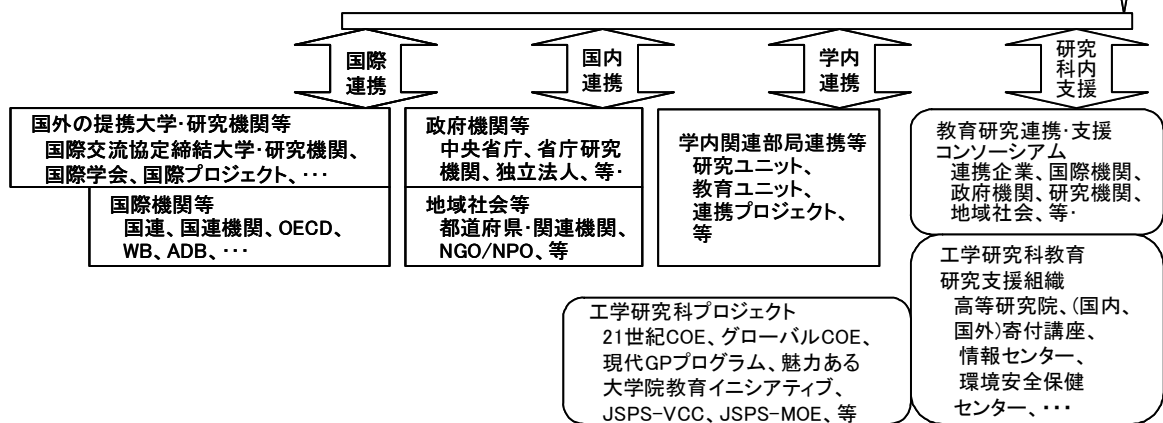 国際
連携
国内
連携
学内
連携
研究
科内
支援
国外の提携大学・研究機関等
国際交流協定締結大学・研究機関、
国際学会、国際プロジェクト、・・・
国際機関等
国連、国連機関、OECD、
WB、ADB、・・・
政府機関等
中央省庁、省庁研究
機関、独立法人、等・
地域社会等
都道府県・関連機関、
NGO/NPO、等
学内関連部局連携等
研究ユニット、
教育ユニット、
連携プロジェクト、
等
教育研究連携・支援
コンソーシアム
連携企業、国際機関、
政府機関、研究機関、
地域社会、等・
工学研究科教育
研究支援組織
高等研究院、(国内、
国外)寄付講座、
情報センター、
環境安全保健
センター、・・・
工学研究科プロジェクト
21世紀COE、グローバルCOE、
現代GPプログラム、魅力ある
大学院教育イニシアティブ、
JSPS-VCC、JSPS-MOE、等